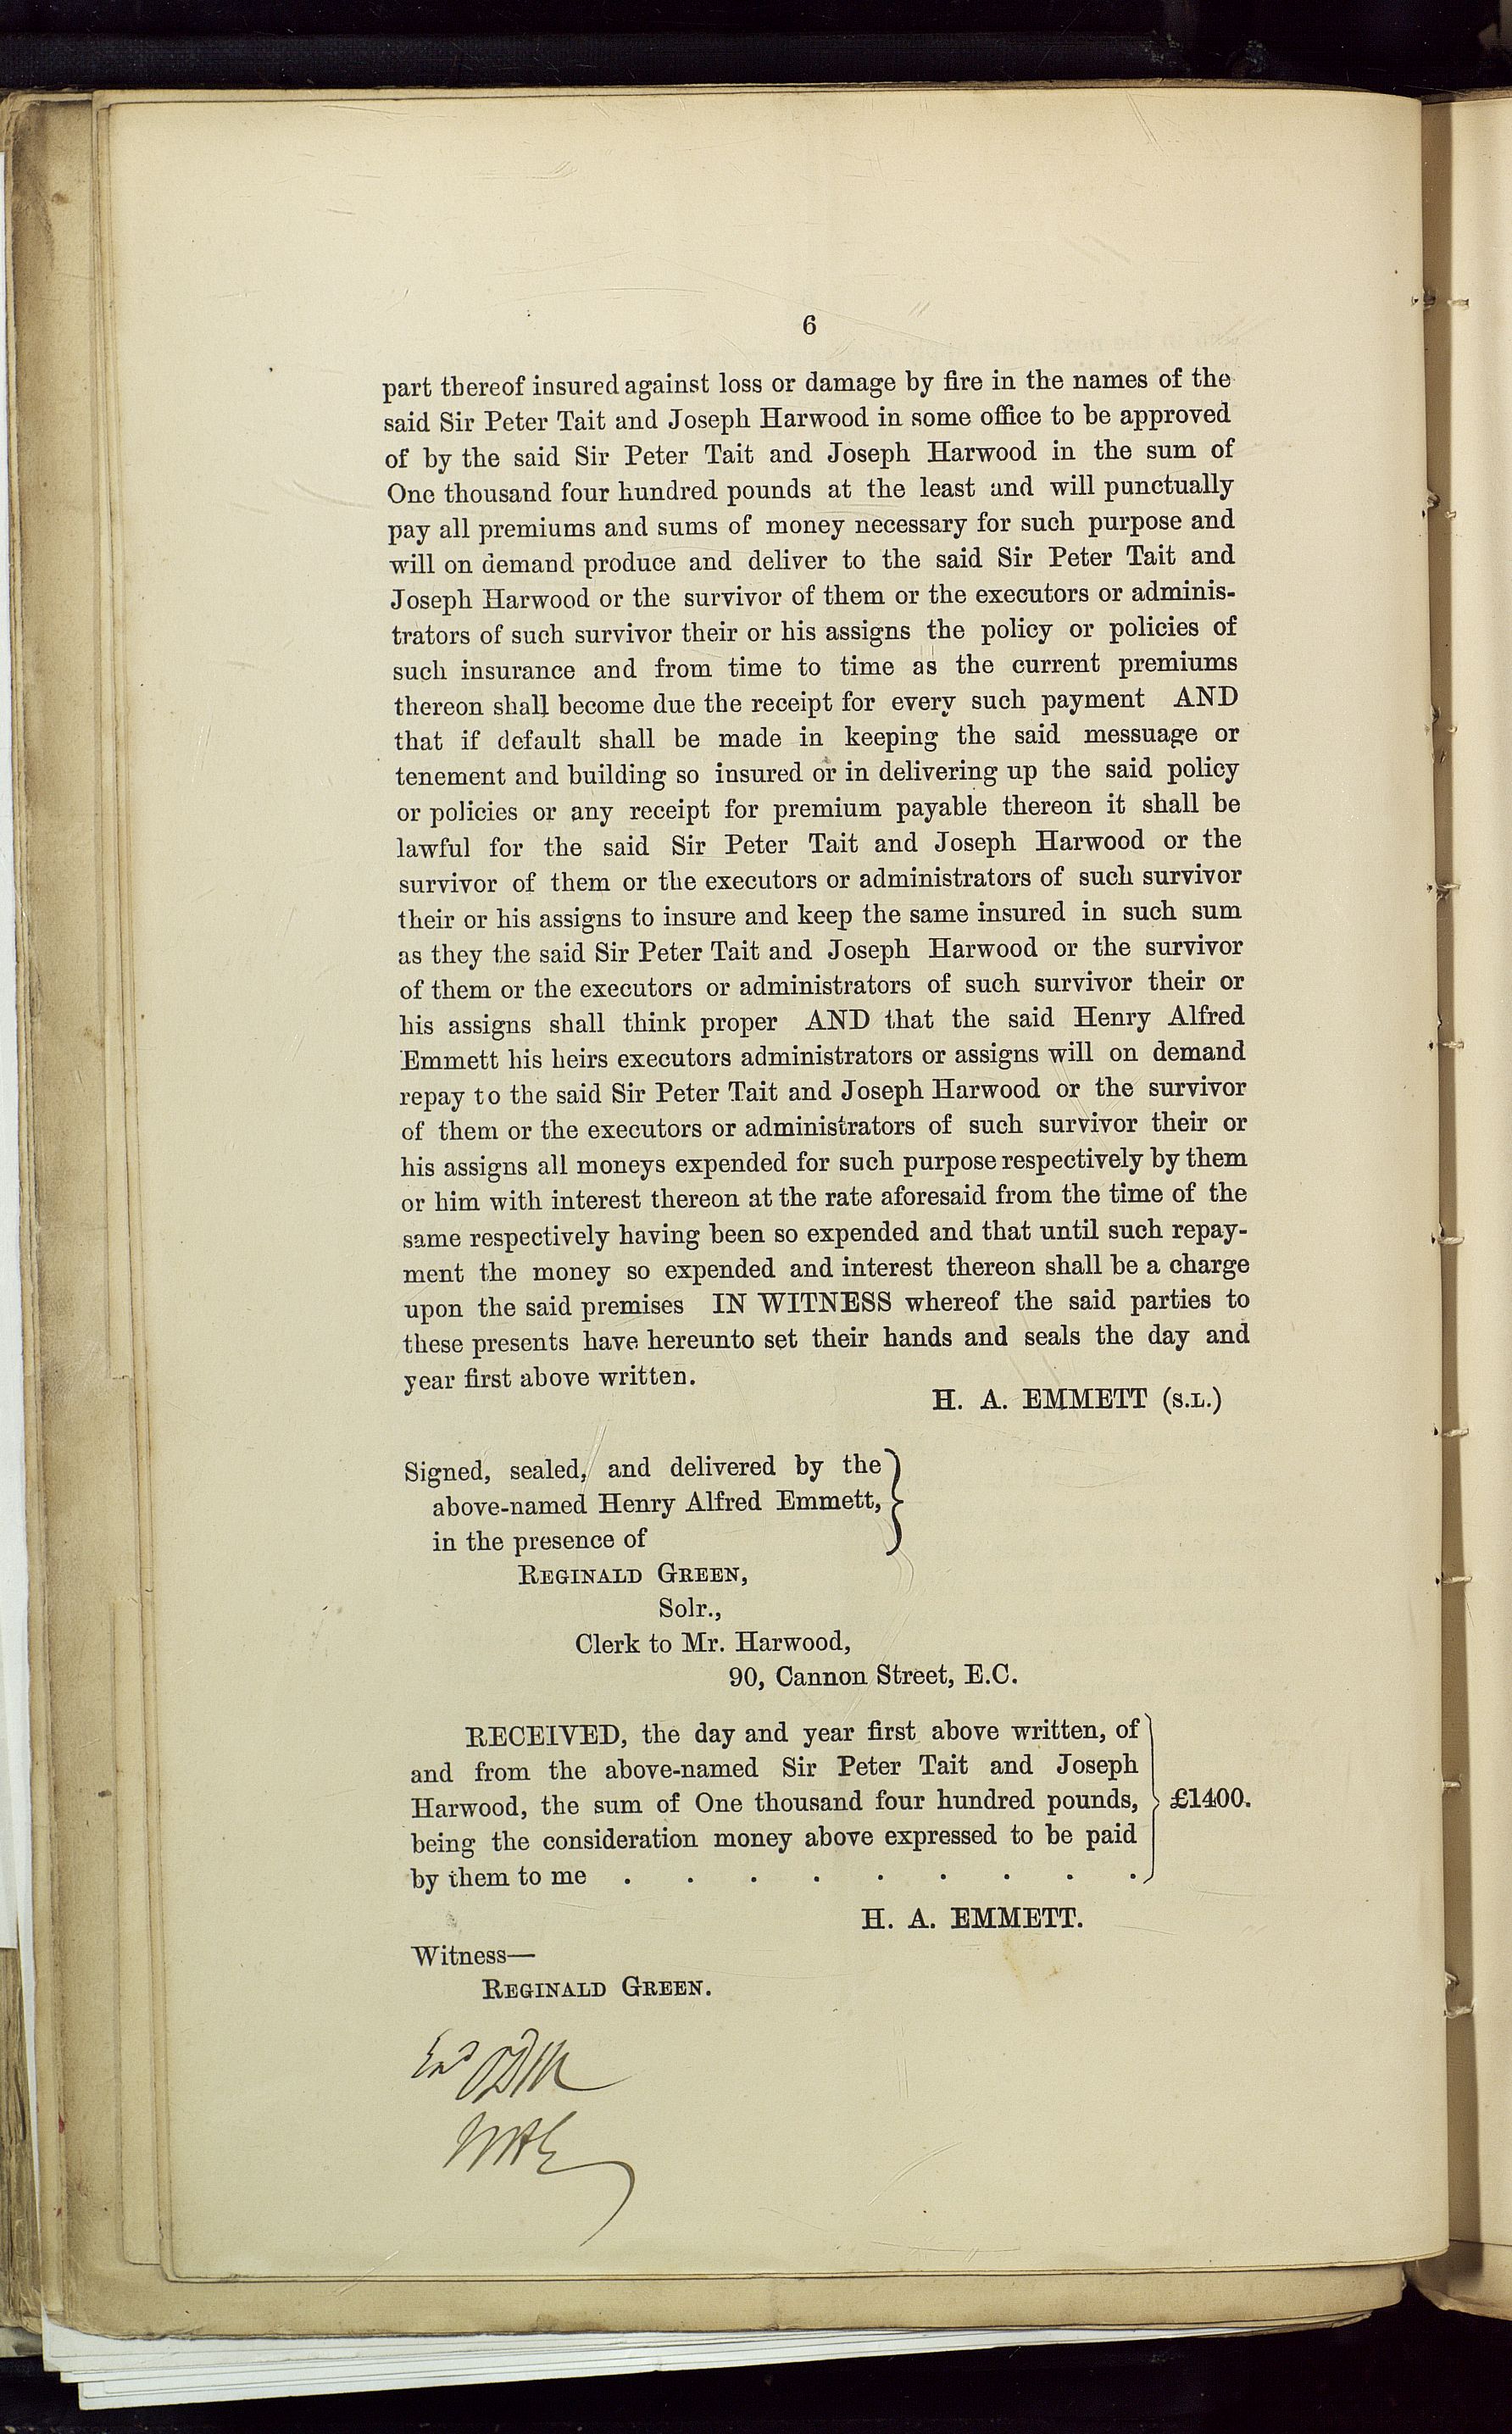 6
part thereof insured against loss or damage by fire in the names of the
said Sir Peter Tait and Joseph Harwood in some office to be approved
of by the said Sir Peter Tait and Joseph Harwood in the sum of
One thousand four hundred pounds at the least and will punctually
pay all premiums and sums of money necessary for such purpose and
will on demand produce and deliver to the said Sir Peter Tait and
Joseph Harwood or the survivor of them or the executors or adminis-
trators of such survivor their or his assigns the policy or policies of
such insurance and from time to time as the current premiums
thereon shall become due the receipt for every such payment AND
that if default shall be made in keeping the said messuage or
tenement and building so insured or in delivering up the said policy
or policies or any receipt for premium payable thereon it shall be
lawful for the said Sir Peter Tait and Joseph Harwood or the
survivor of them or the executors or administrators of such survivor
their or his assigns to insure and keep the same insured in such sum
as they the said Sir Peter Tait and Joseph Harwood or the survivor
of them or the executors or administrators of such survivor their or
his assigns shall think proper AND that the said Henry Alfred
Emmett his heirs executors administrators or assigns will on demand
repay to the said Sir Peter Tait and Joseph Harwood or the survivor
of them or the executors or administrators of such survivor their or
his assigns all moneys expended for such purpose respectively by them
or him with interest thereon at the rate aforesaid from the time of the
same respectively having been so expended and that until such repay-
ment the money so expended and interest thereon shall be a charge
upon the said premises IN WITNESS whereof the said parties to
these presents have hereunto set their hands and seals the day and
year first above written.
H. A. EMMETT (S.L.)
Signed, sealed, and delivered by the
above-named Henry Alfred Emmett,
in the presence of
REGINALD GREEN,
Solr.,
Clerk to Mr. Harwood,
90, Cannon Street, E.C.
RECEIVED, the day and year first above written, of
and from the above-named Sir Peter Tait and Joseph
Harwood, the sum of One thousand four hundred pounds, £1400.
being the consideration money above expressed to be paid
by them to me . . . . . . . . .
H. A. EMMETT.
Witness—
REGINALD GREEN.